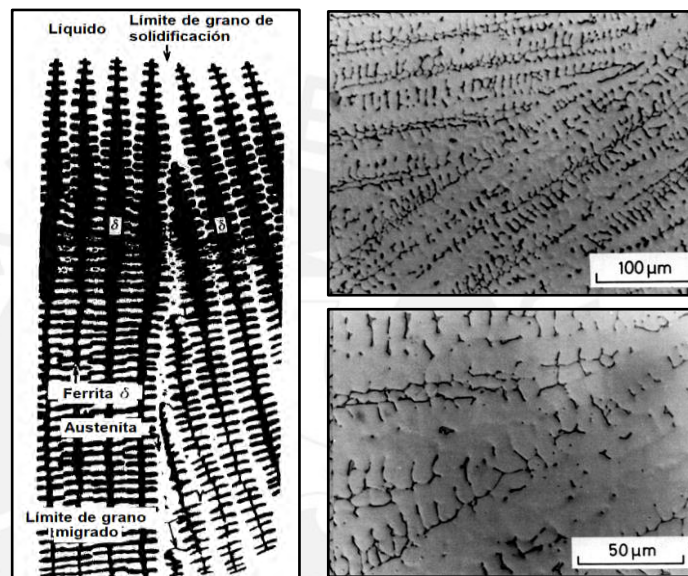 Líquido
Límite de grano de
solidificación
δ
δ
Ferrita δ
Austenita
γ
Límite de grano
migrado
100 µm
50 µm